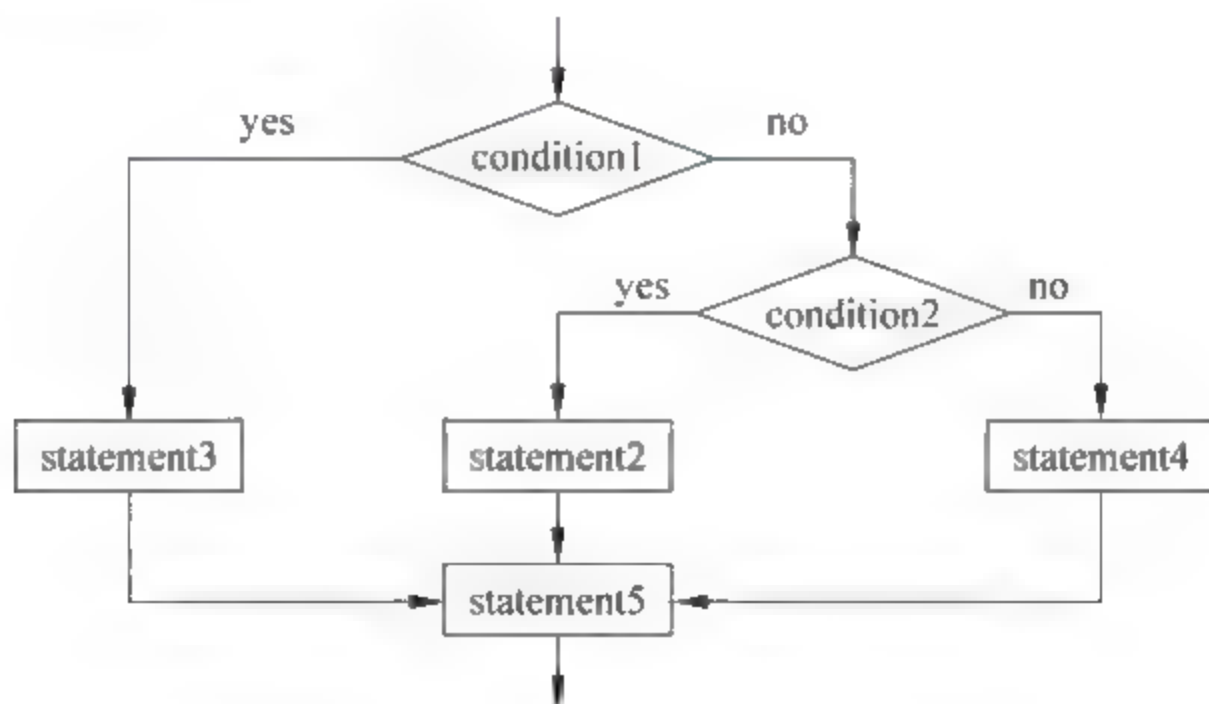 yes
no
condition1
yes
no
condition2
statement3
statement2
statement4
statement5